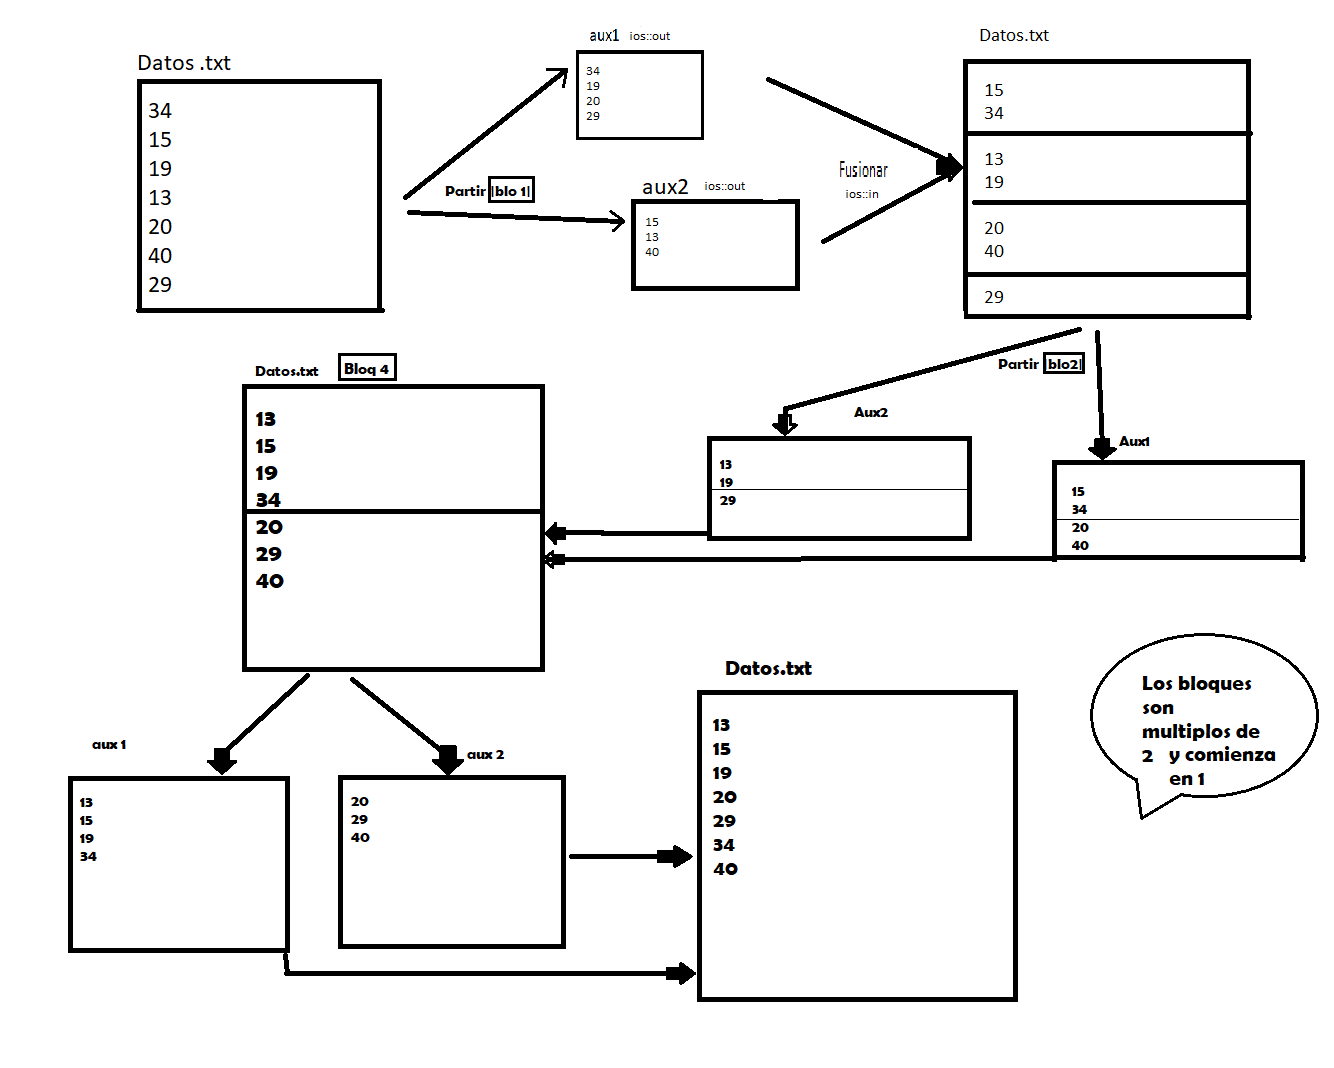 Datos .txt
34
15
19
13
20
40
29
aux1 ios::out
34
19
20
29
Partir |blo 1|
aux2 ios::out
15
13
40
Fusionar
ios::in
Datos.txt
15
34
13
19
20
40
29
Partir |blo2|
Aux2
13
19
29
Aux1
15
34
20
40
Datos.txt Bloq 4
13
15
19
34
20
29
40
aux 1
13
15
19
34
aux 2
20
29
40
Datos.txt
13
15
19
20
29
34
40
Los bloques
son
multiplos de
2 y comienza
en 1